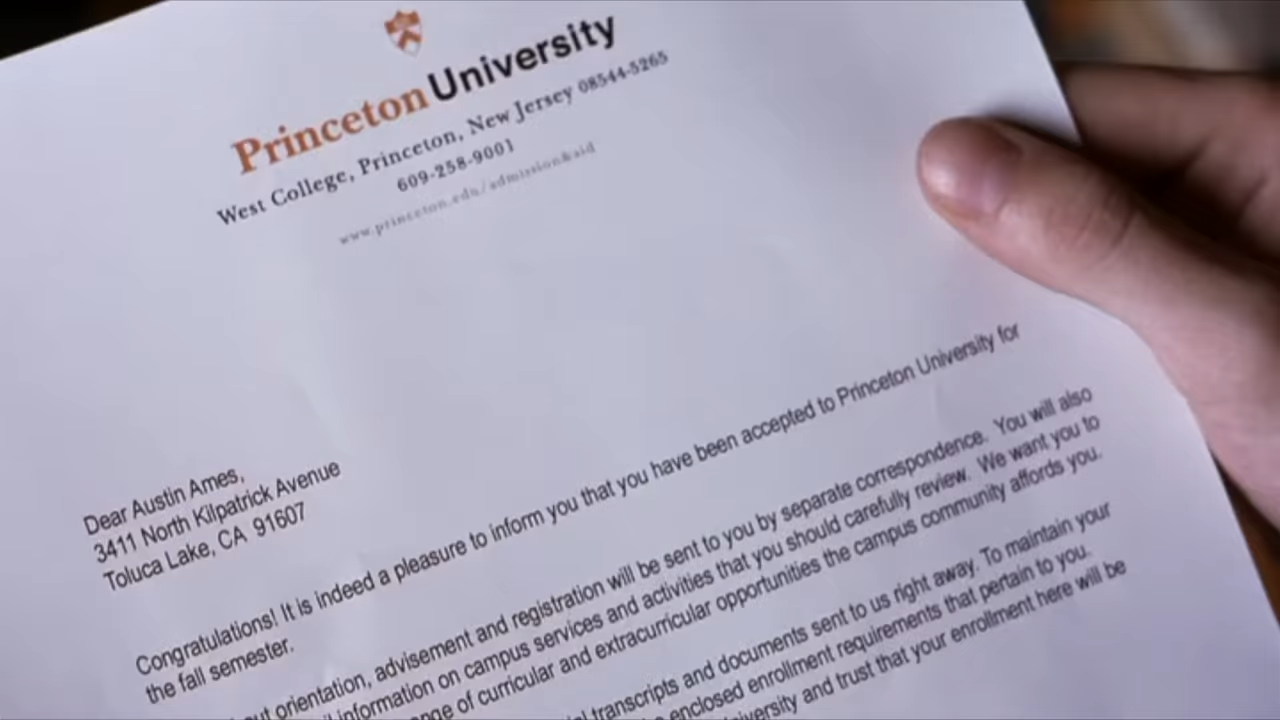 Princeton University
West College, Princeton, New Jersey 08544-5265
609-258-9001
www.princeton.edu/admission&aid
Dear Austin Ames,
3411 North Kilpatrick Avenue
Toluca Lake, CA 91607
Congratulations! It is indeed a pleasure to inform you that you have been accepted to Princeton University for
the fall semester.
orientation, advisement and registration will be sent to you by separate correspondence. You will also
information on campus services and activities that you should carefully review. We want you to
of curricular and extracurricular opportunities the campus community affords you.
transcripts and documents sent to us right away. To maintain your
enclosed enrollment requirements that pertain to you.
and trust that your enrollment here will be